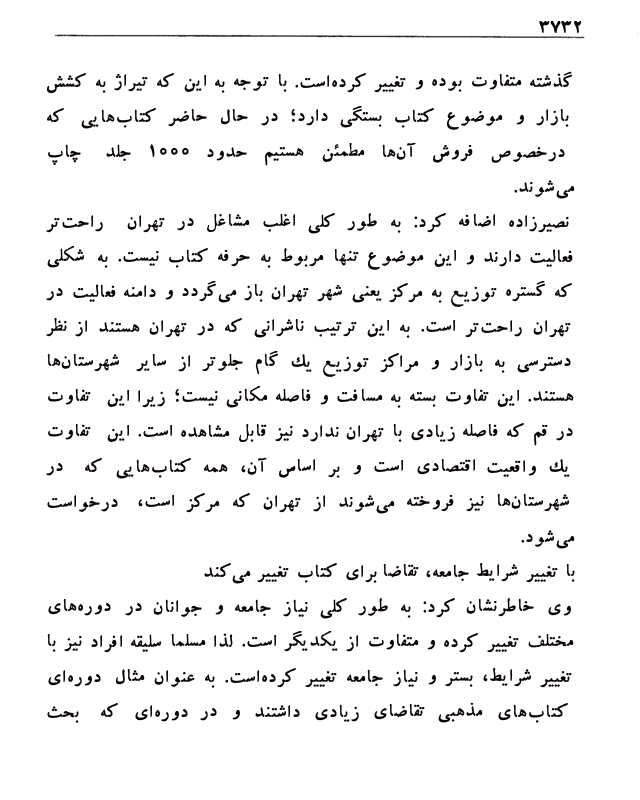 ۳۷۳۲
گذشته متفاوت بوده و تغییر کرده‌است. با توجه به این که تیراژ به کشش
بازار و موضوع کتاب بستگی دارد؛ در حال حاضر کتاب‌هایی که
درخصوص فروش آن‌ها مطمئن هستیم حدود ۱۰۰۰ جلد چاپ
می‌شوند.
نصیرزاده اضافه کرد: به طور کلی اغلب مشاغل در تهران راحت‌تر
فعالیت دارند و این موضوع تنها مربوط به حرفه کتاب نیست. به شکلی
که گستره توزیع به مرکز یعنی شهر تهران باز می‌گردد و دامنه فعالیت در
تهران راحت‌تر است. به این ترتیب ناشرانی که در تهران هستند از نظر
دسترسی به بازار و مراکز توزیع یك گام جلوتر از سایر شهرستان‌ها
هستند. این تفاوت بسته به مسافت و فاصله مکانی نیست؛ زیرا این تفاوت
در قم که فاصله زیادی با تهران ندارد نیز قابل مشاهده است. این تفاوت
یك واقعیت اقتصادی است و بر اساس آن، همه کتاب‌هایی که در
شهرستان‌ها نیز فروخته می‌شوند از تهران که مرکز است، درخواست
می‌شود.
با تغییر شرایط جامعه، تقاضا برای کتاب تغییر می‌کند
وی خاطرنشان کرد: به طور کلی نیاز جامعه و جوانان در دوره‌های
مختلف تغییر کرده و متفاوت از یکدیگر است. لذا مسلما سلیقه افراد نیز با
تغییر شرایط، بستر و نیاز جامعه تغییر کرده‌است. به عنوان مثال دوره‌ای
کتاب‌های مذهبی تقاضای زیادی داشتند و در دوره‌ای که بحث